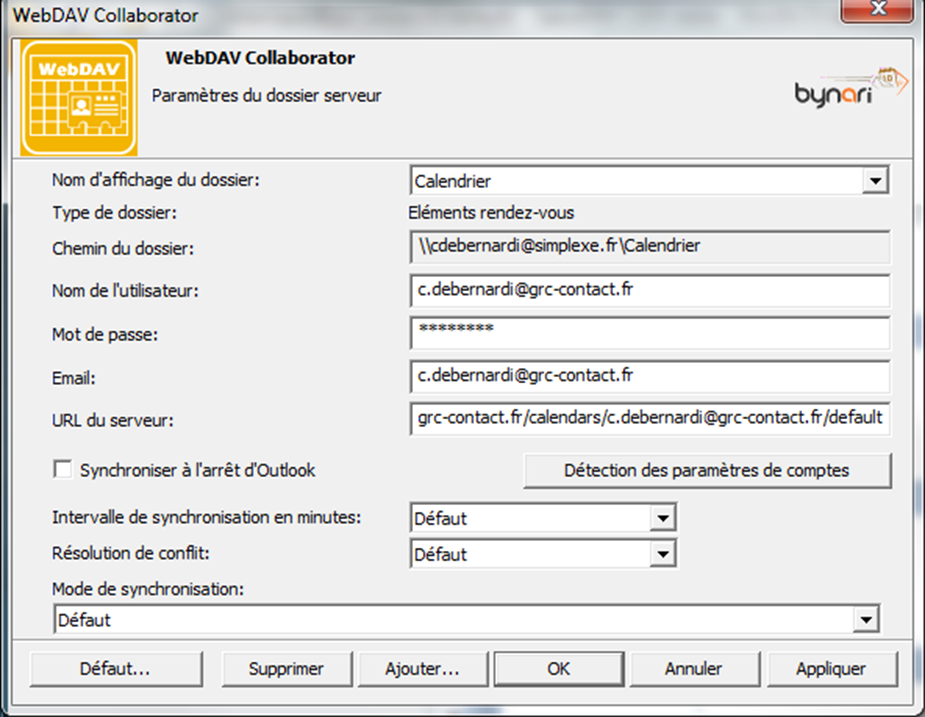 WebDAV Collaborator
WebDAV
WebDAV Collaborator
Paramètres du dossier serveur
bynari
Nom d'affichage du dossier: Calendrier
Type de dossier: Eléments rendez-vous
Chemin du dossier: \\cdebernardi@simplexe.fr\Calendrier
Nom de l'utilisateur: c.debernardi@grc-contact.fr
Mot de passe: ********
Email: c.debernardi@grc-contact.fr
URL du serveur: grc-contact.fr/calendars/c.debernardi@grc-contact.fr/default
Synchroniser à l'arrêt d'Outlook Détection des paramètres de comptes
Intervalle de synchronisation en minutes: Défaut
Résolution de conflit: Défaut
Mode de synchronisation:
Défaut
Défaut... Supprimer Ajouter... OK Annuler Appliquer